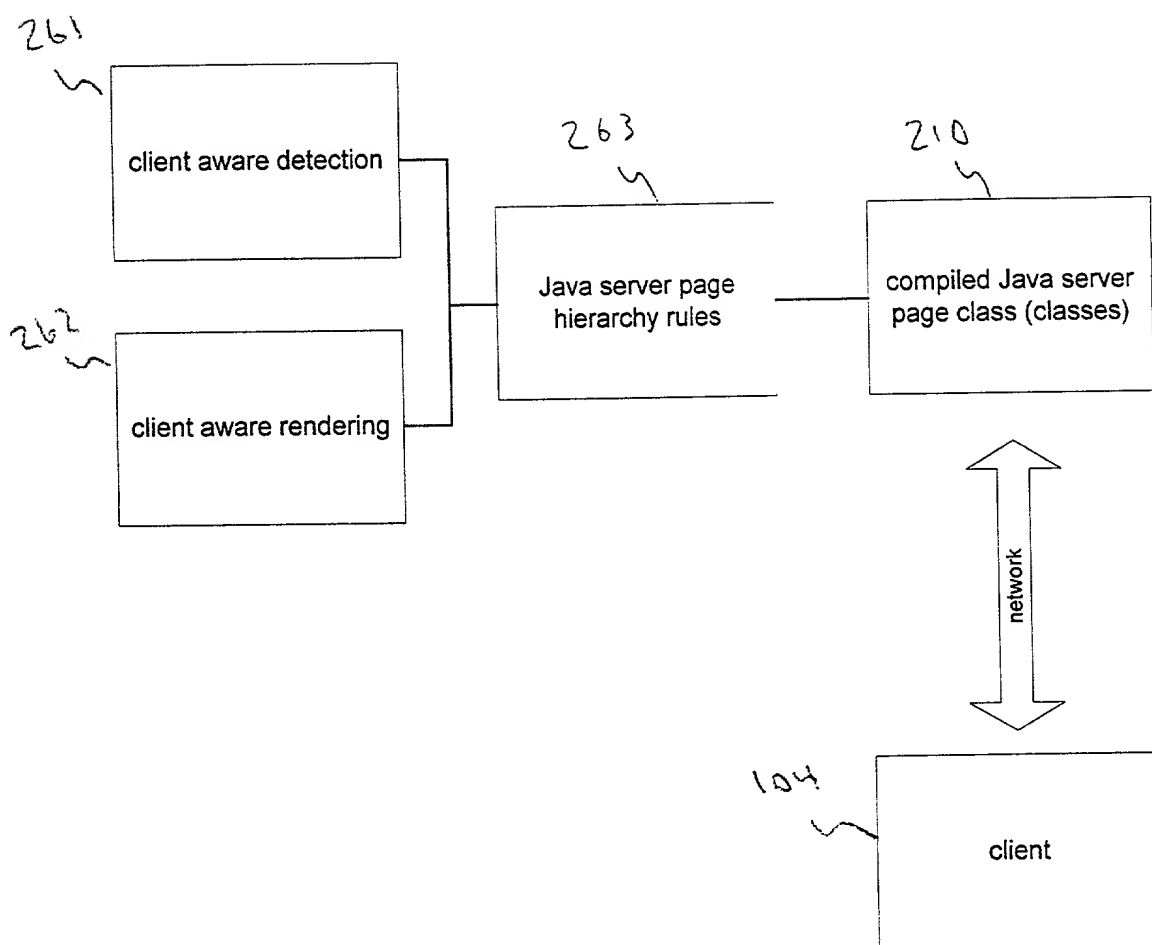 261
client aware detection
262
client aware rendering
263
Java server page
hierarchy rules
210
compiled Java server
page class (classes)
network
104
client